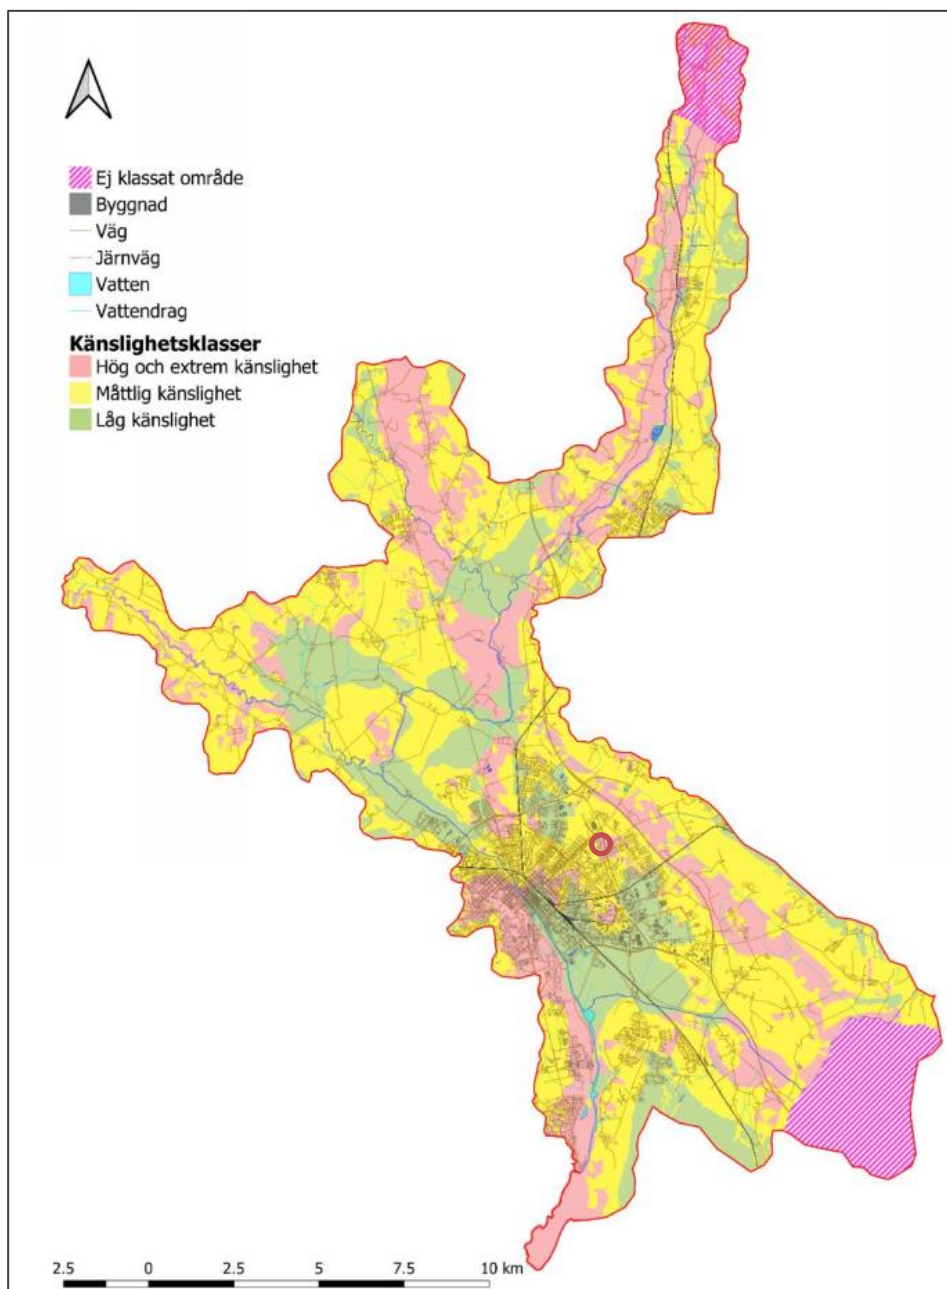 Ej klassat område
Byggnad
Väg
Järnväg
Vatten
Vattendrag
Känslighetsklasser
Hög och extrem känslighet
Måttlig känslighet
Låg känslighet
2.5 0 2.5 5 7.5 10 km